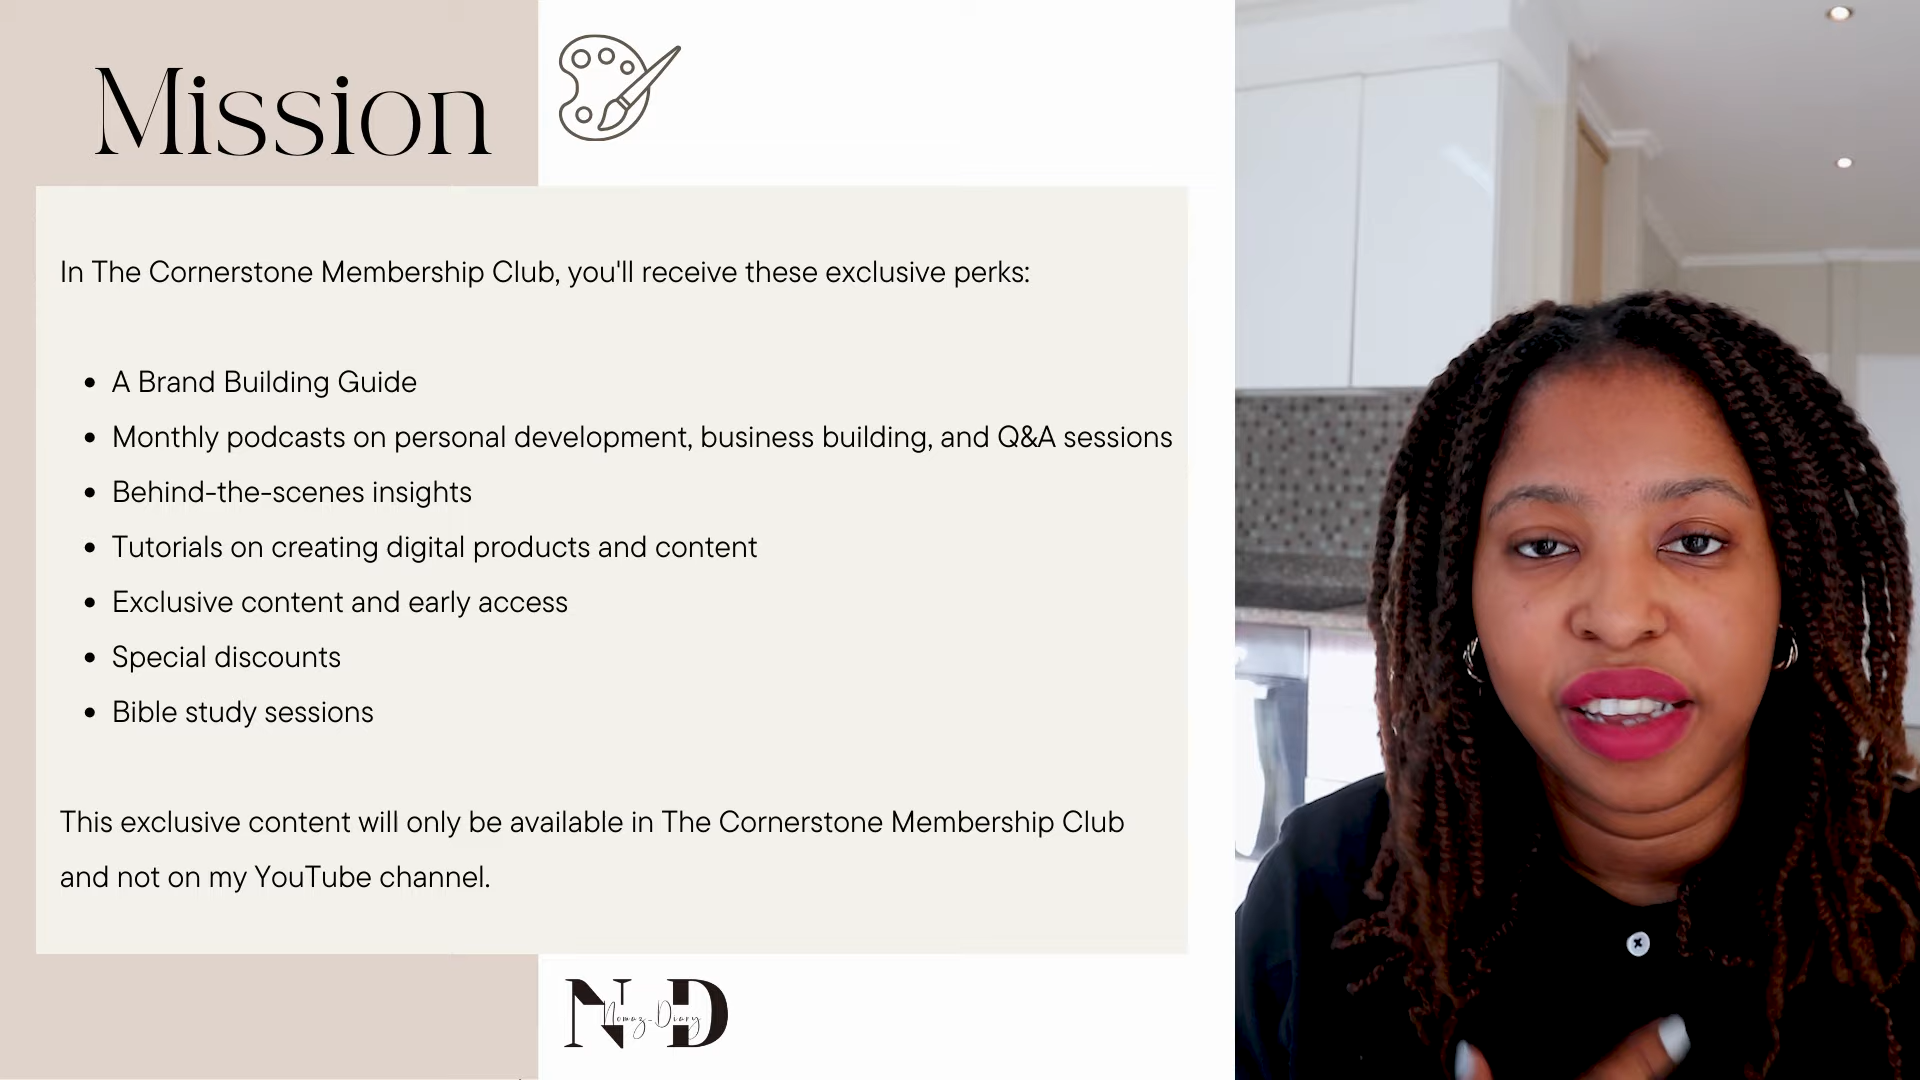 Mission
In The Cornerstone Membership Club, you'll receive these exclusive perks:
• A Brand Building Guide
• Monthly podcasts on personal development, business building, and Q&A sessions
• Behind-the-scenes insights
• Tutorials on creating digital products and content
• Exclusive content and early access
• Special discounts
• Bible study sessions
This exclusive content will only be available in The Cornerstone Membership Club
and not on my YouTube channel.
ND
Nomaz-Diary